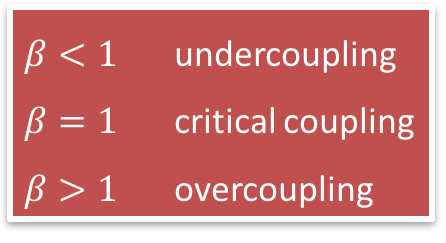 β < 1 undercoupling
β = 1 critical coupling
β > 1 overcoupling